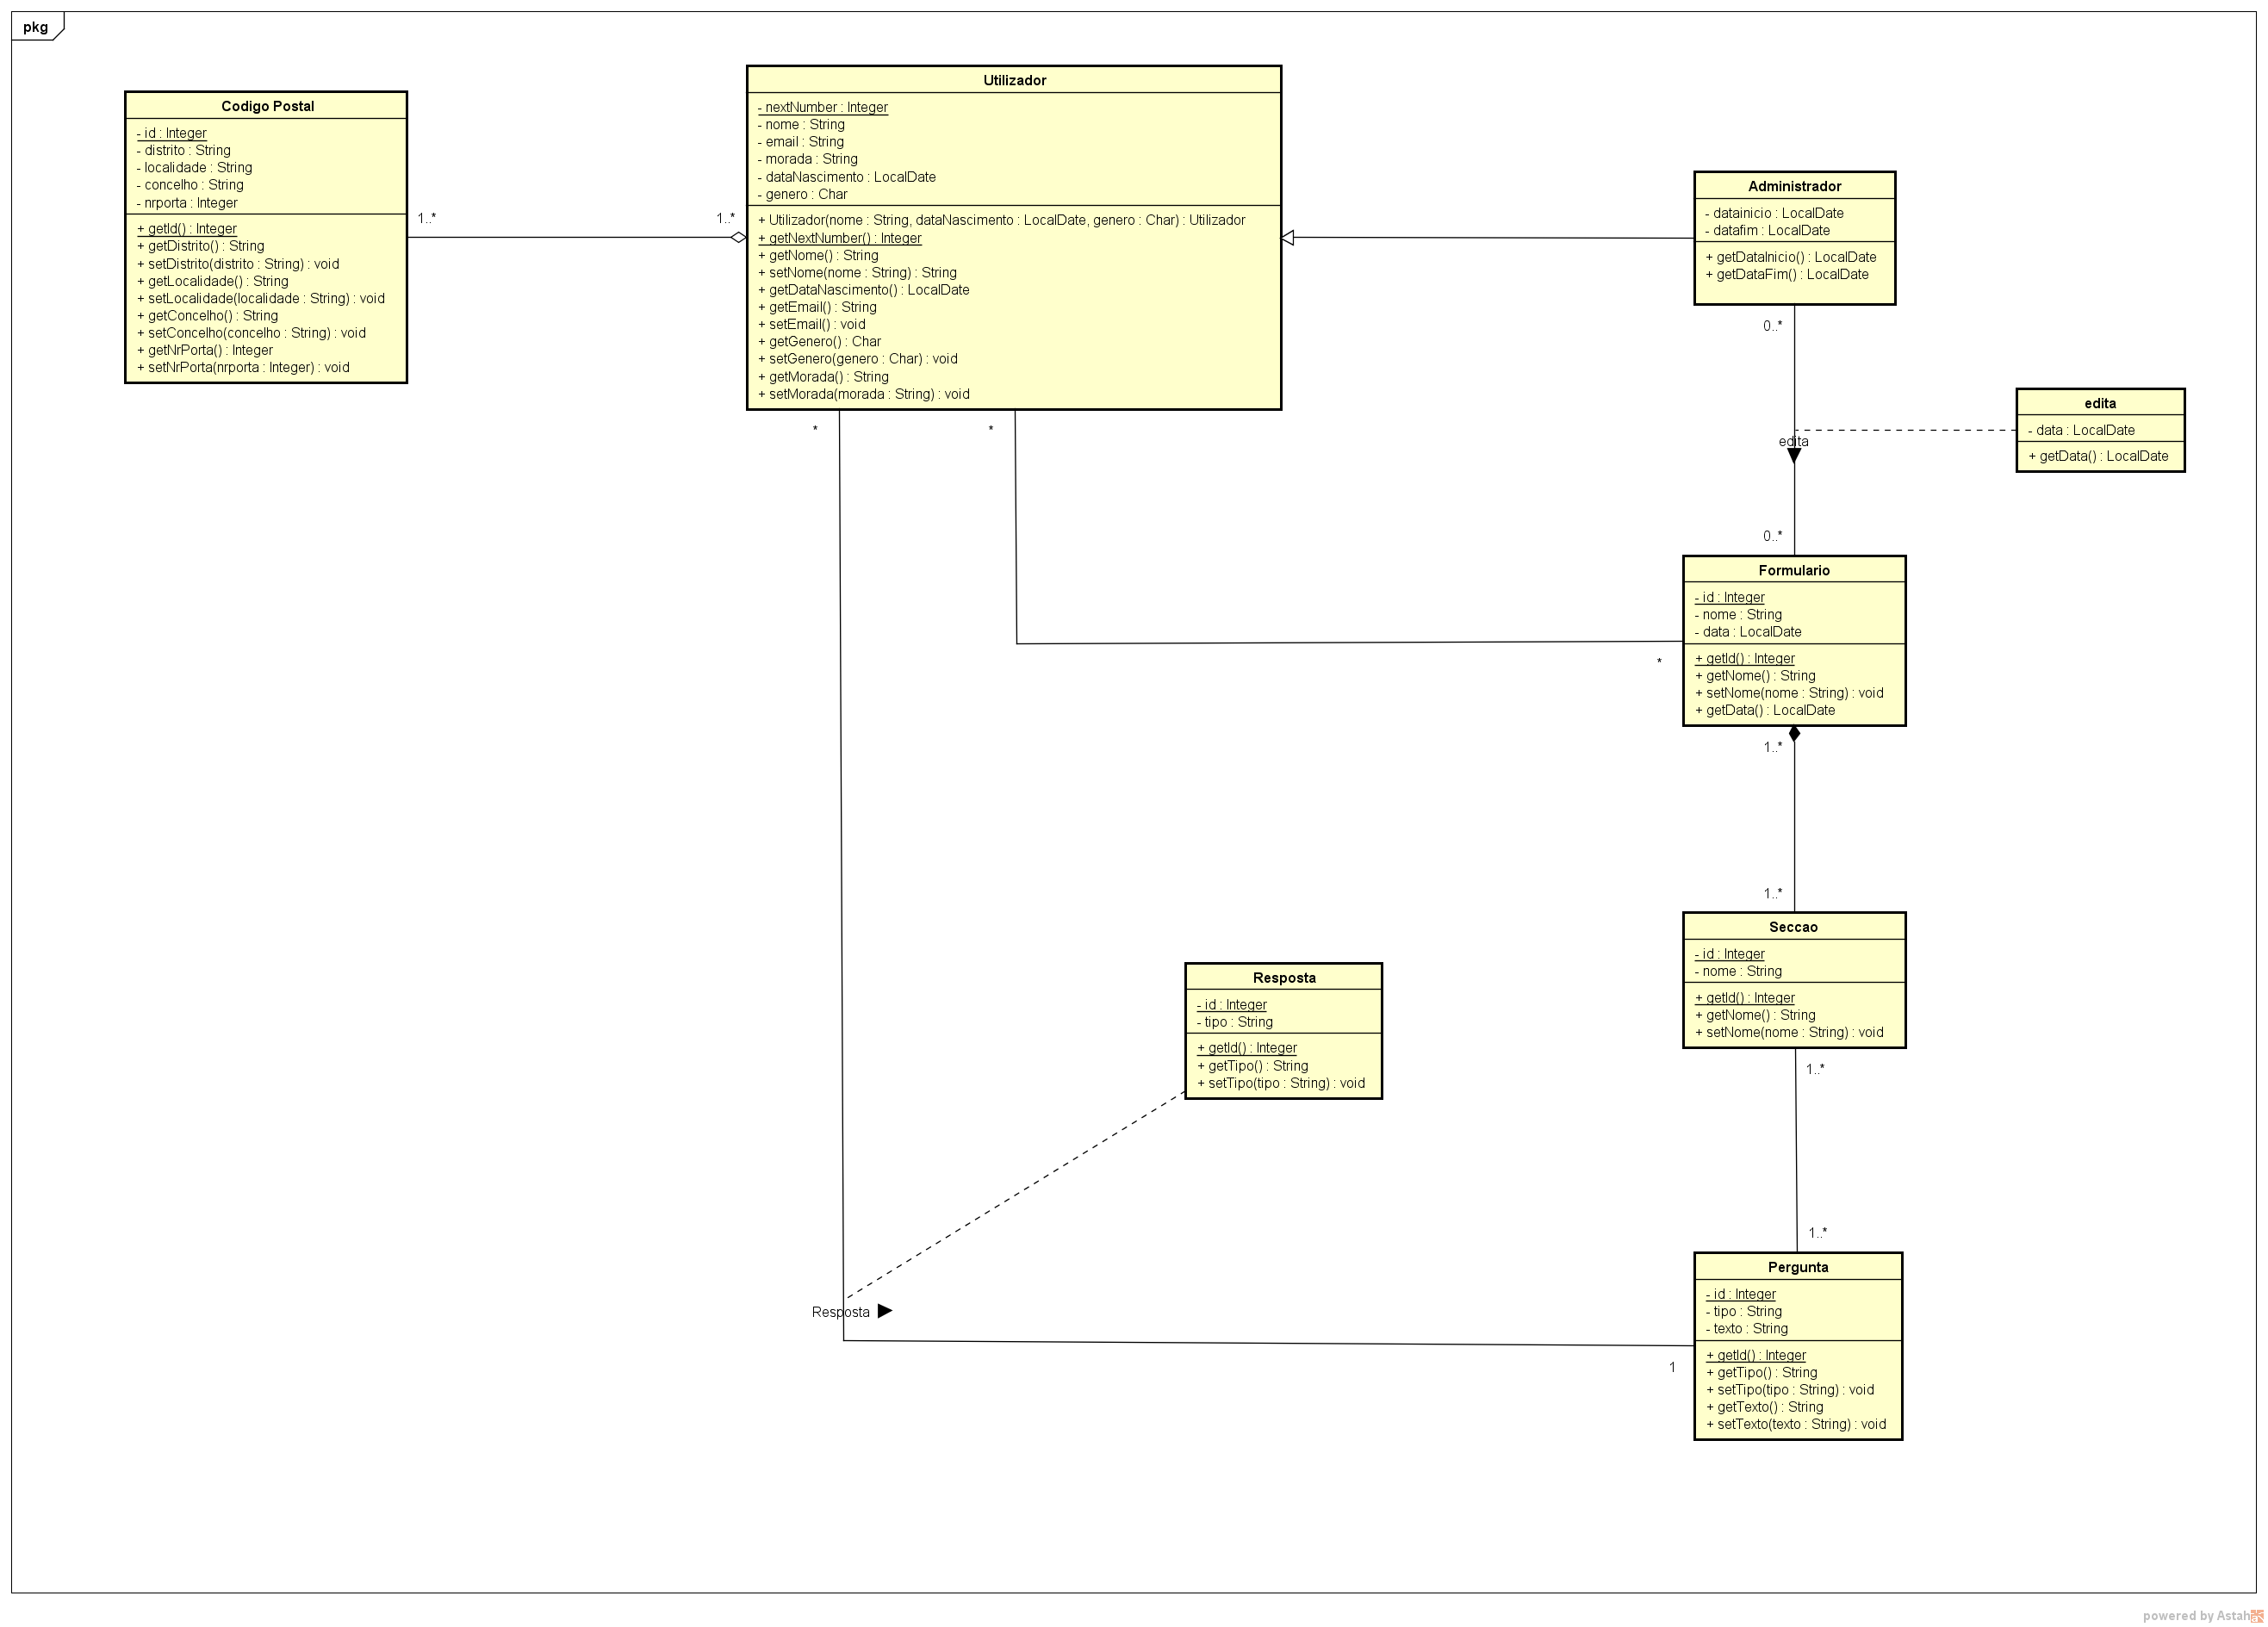 pkg
Codigo Postal
- id : Integer
- distrito : String
- localidade : String
- concelho : String
- nrporta : Integer
+ getId() : Integer
+ getDistrito() : String
+ setDistrito(distrito : String) : void
+ getLocalidade() : String
+ setLocalidade(localidade : String) : void
+ getConcelho() : String
+ setConcelho(concelho : String) : void
+ getNrPorta() : Integer
+ setNrPorta(nrporta : Integer) : void
1..*
1..*
Utilizador
- nextNumber : Integer
- nome : String
- email : String
- morada : String
- dataNascimento : LocalDate
- genero : Char
+ Utilizador(nome : String, dataNascimento : LocalDate, genero : Char) : Utilizador
+ getNextNumber() : Integer
+ getNome() : String
+ setNome(nome : String) : String
+ getDataNascimento() : LocalDate
+ getEmail() : String
+ setEmail() : void
+ getGenero() : Char
+ setGenero(genero : Char) : void
+ getMorada() : String
+ setMorada(morada : String) : void
*
*
Administrador
- datainicio : LocalDate
- datafim : LocalDate
+ getDataInicio() : LocalDate
+ getDataFim() : LocalDate
0..*
edita
edita
- data : LocalDate
+ getData() : LocalDate
0..*
Formulario
- id : Integer
- nome : String
- data : LocalDate
+ getId() : Integer
+ getNome() : String
+ setNome(nome : String) : void
+ getData() : LocalDate
*
1..*
1..*
Seccao
- id : Integer
- nome : String
+ getId() : Integer
+ getNome() : String
+ setNome(nome : String) : void
1..*
Resposta
- id : Integer
- tipo : String
+ getId() : Integer
+ getTipo() : String
+ setTipo(tipo : String) : void
Resposta
1..*
Pergunta
- id : Integer
- tipo : String
- texto : String
+ getId() : Integer
+ getTipo() : String
+ setTipo(tipo : String) : void
+ getTexto() : String
+ setTexto(texto : String) : void
1
powered by Astah